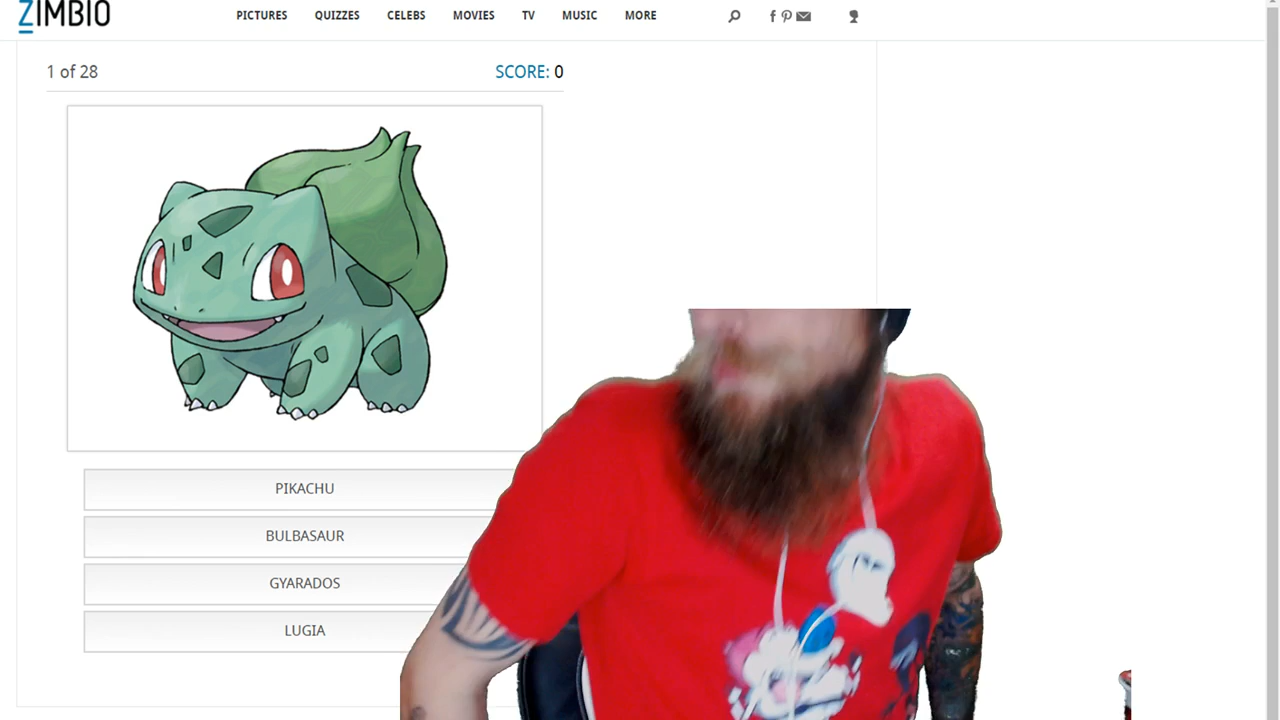 ZIMBIO
PICTURES QUIZZES CELEBS MOVIES TV MUSIC MORE
1 of 28
SCORE: 0
PIKACHU
BULBASAUR
GYARADOS
LUGIA